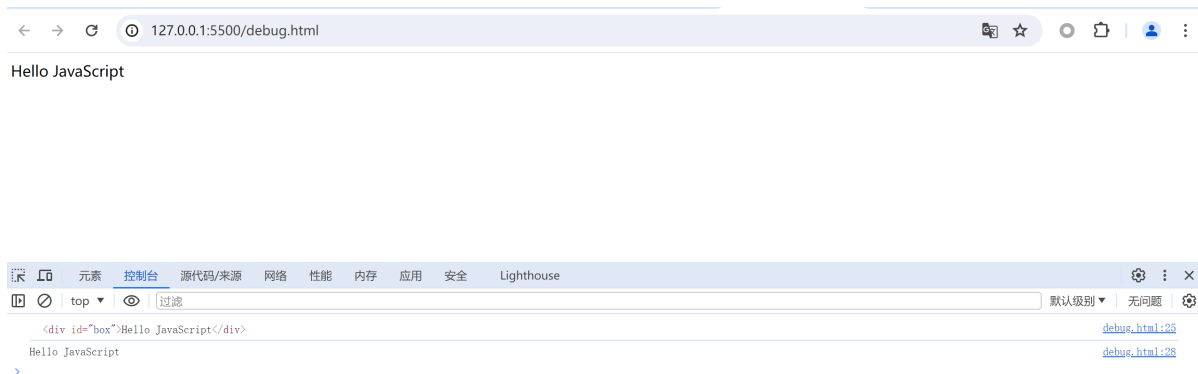 127.0.0.1:5500/debug.html
Hello JavaScript
元素 控制台 源代码/来源 网络 性能 内存 应用 安全 Lighthouse
top ▼ 过滤 默认级别 ▼ 无问题
<div id="box">Hello JavaScript</div> debug.html:25
Hello JavaScript debug.html:28